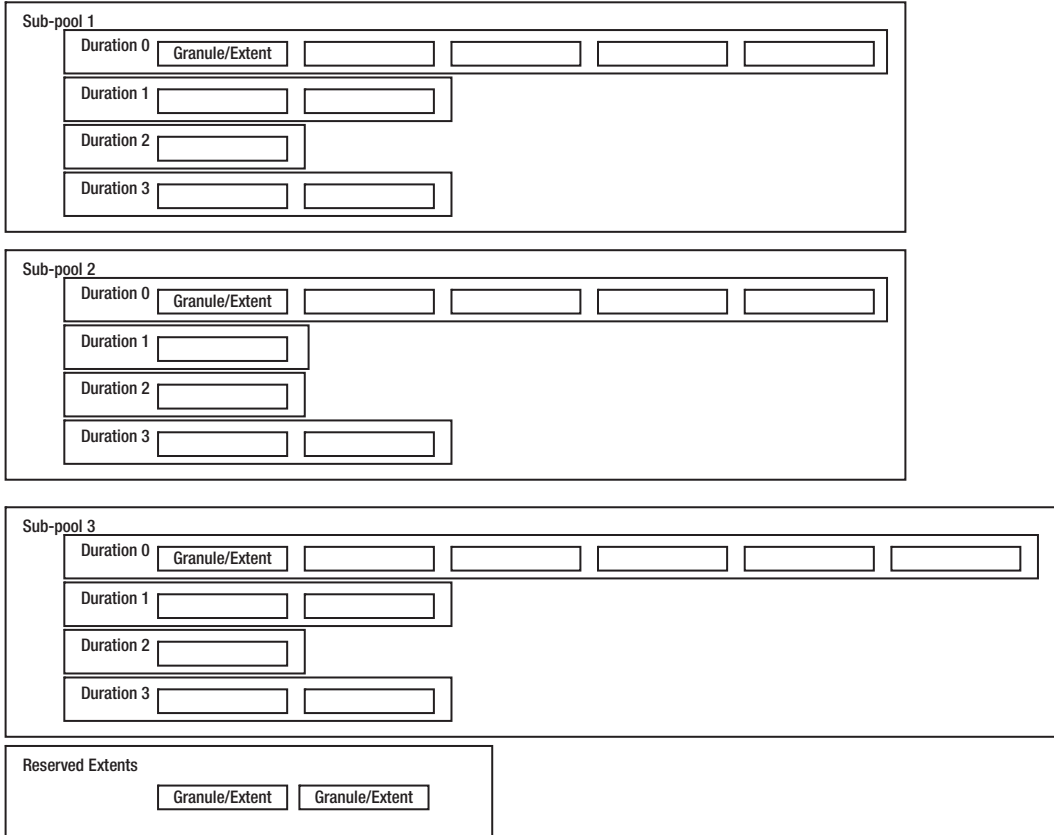 Sub-pool 1
Duration 0 Granule/Extent
Duration 1
Duration 2
Duration 3
Sub-pool 2
Duration 0 Granule/Extent
Duration 1
Duration 2
Duration 3
Sub-pool 3
Duration 0 Granule/Extent
Duration 1
Duration 2
Duration 3
Reserved Extents
Granule/Extent Granule/Extent